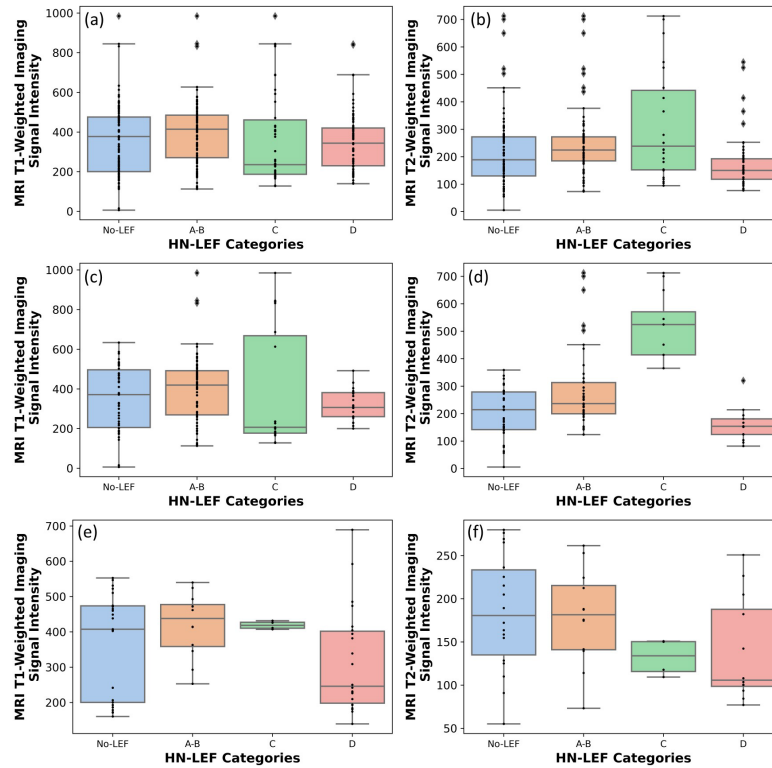 (a)
MRI T1-Weighted Imaging
Signal Intensity
1000
800
600
400
200
0
No-LEF A-B C D
HN-LEF Categories
(b)
MRI T2-Weighted Imaging
Signal Intensity
700
600
500
400
300
200
100
0
No-LEF A-B C D
HN-LEF Categories
(c)
MRI T1-Weighted Imaging
Signal Intensity
1000
800
600
400
200
0
No-LEF A-B C D
HN-LEF Categories
(d)
MRI T2-Weighted Imaging
Signal Intensity
700
600
500
400
300
200
100
0
No-LEF A-B C D
HN-LEF Categories
(e)
MRI T1-Weighted Imaging
Signal Intensity
700
600
500
400
300
200
No-LEF A-B C D
HN-LEF Categories
(f)
MRI T2-Weighted Imaging
Signal Intensity
250
200
150
100
50
No-LEF A-B C D
HN-LEF Categories